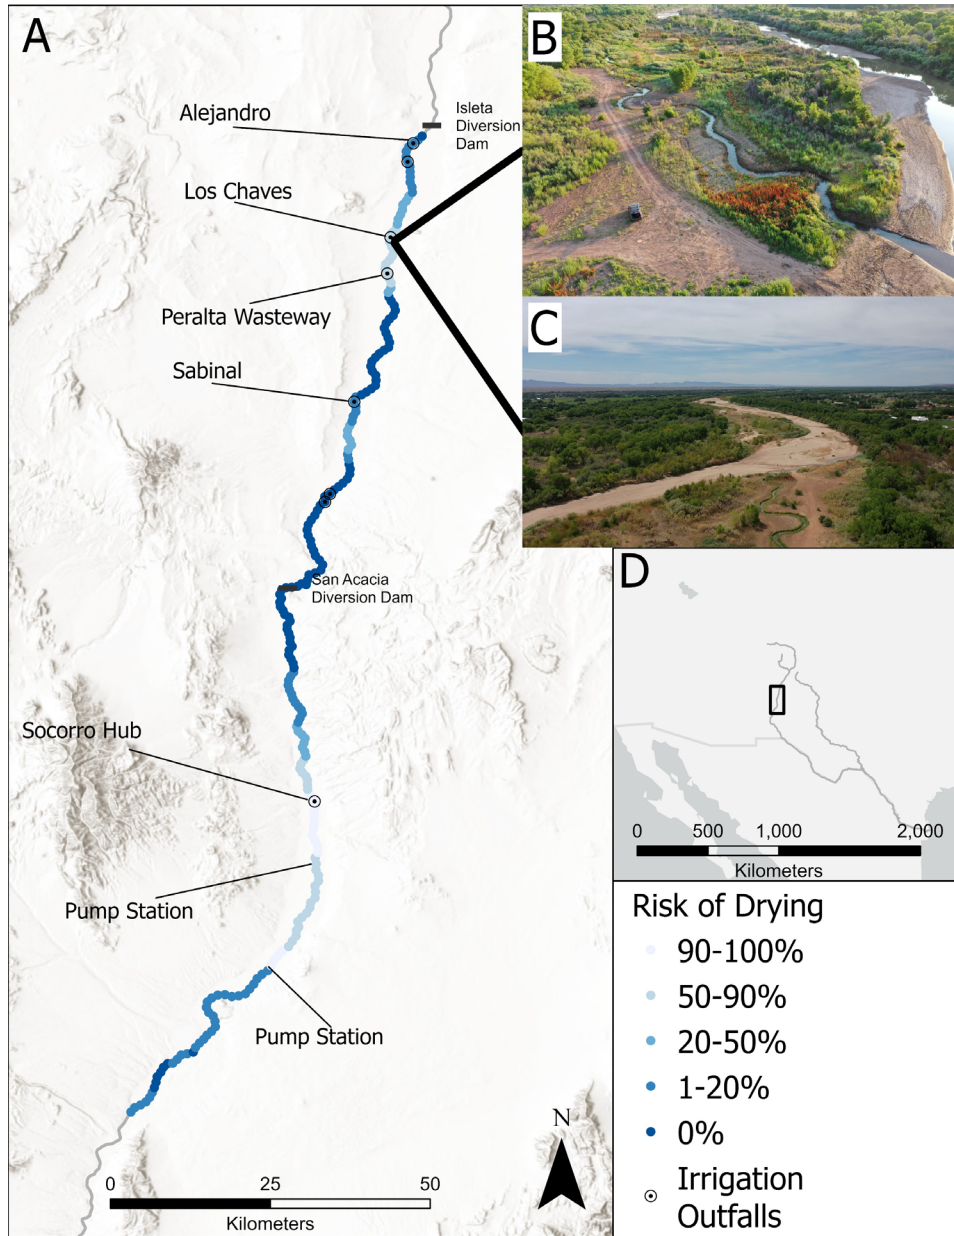 A
Alejandro
Isleta
Diversion
Dam
Los Chaves
Peralta Wasteway
Sabinal
San Acacia
Diversion Dam
Socorro Hub
Pump Station
Pump Station
N
0 25 50
Kilometers
B
C
D
0 500 1,000 2,000
Kilometers
Risk of Drying
90-100%
50-90%
20-50%
1-20%
0%
Irrigation
Outfalls